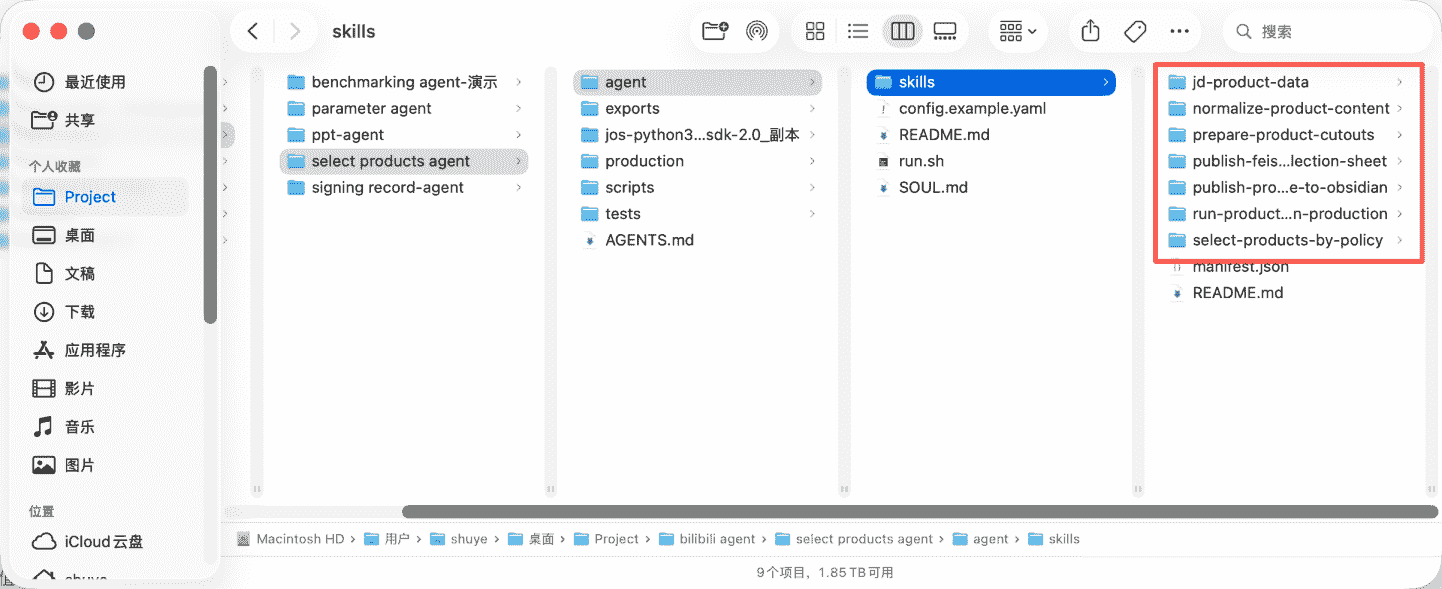 skills
搜索
最近使用
共享
个人收藏
Project
桌面
文稿
下载
应用程序
影片
音乐
图片
位置
iCloud云盘
shuye
benchmarking agent-演示
parameter agent
ppt-agent
select products agent
signing record-agent
agent
exports
jos-python3...sdk-2.0_副本
production
scripts
tests
AGENTS.md
skills
config.example.yaml
README.md
run.sh
SOUL.md
jd-product-data
normalize-product-content
prepare-product-cutouts
publish-feis...lection-sheet
publish-pro...e-to-obsidian
run-product...n-production
select-products-by-policy
manifest.json
README.md
Macintosh HD › 用户 › shuye › 桌面 › Project › bilibili agent › select products agent › agent › skills
9个项目，1.85 TB可用